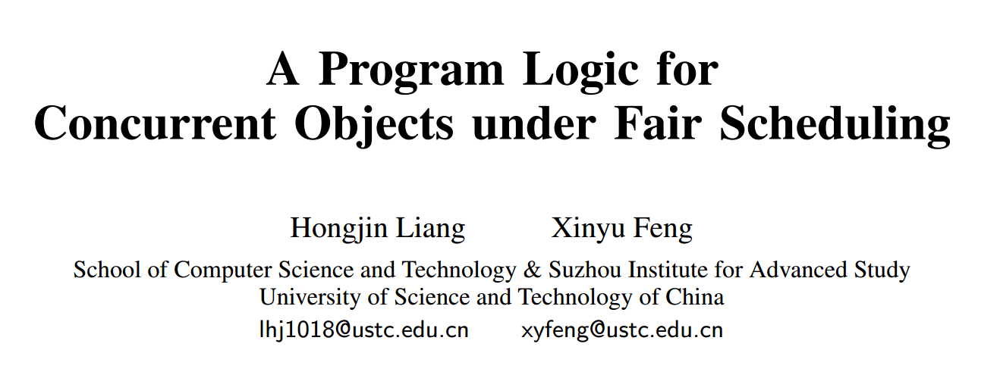 A Program Logic for
Concurrent Objects under Fair Scheduling
Hongjin Liang Xinyu Feng
School of Computer Science and Technology & Suzhou Institute for Advanced Study
University of Science and Technology of China
lhj1018@ustc.edu.cn xyfeng@ustc.edu.cn